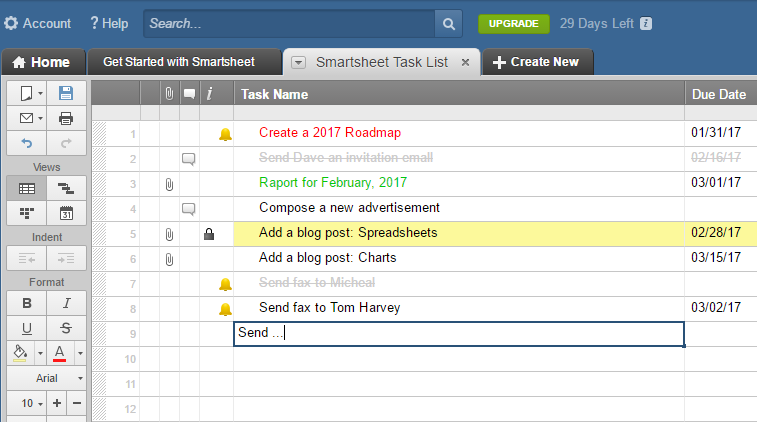 Account ?Help Search... UPGRADE 29 Days Left i
Home Get Started with Smartsheet Smartsheet Task List × + Create New
i Task Name Due Date
1 Create a 2017 Roadmap 01/31/17
2 Send Dave an invitation email 02/16/17
Views
3 Raport for February, 2017 03/01/17
4 Compose a new advertisement
31
5 Add a blog post: Spreadsheets 02/28/17
Indent
6 Add a blog post: Charts 03/15/17
Format
7 Send fax to Micheal
B I
8 Send fax to Tom Harvey 03/02/17
U S
9 Send ...
A
10
Arial
11
10 + +
12